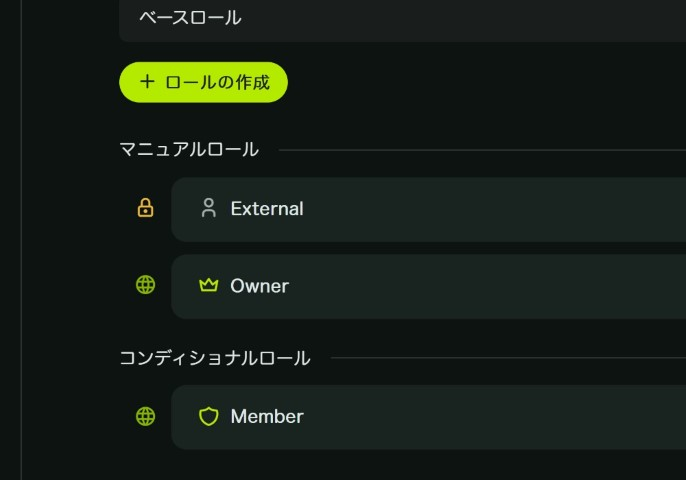 ベースロール
+ ロールの作成
マニュアルロール
External
Owner
コンディショナルロール
Member